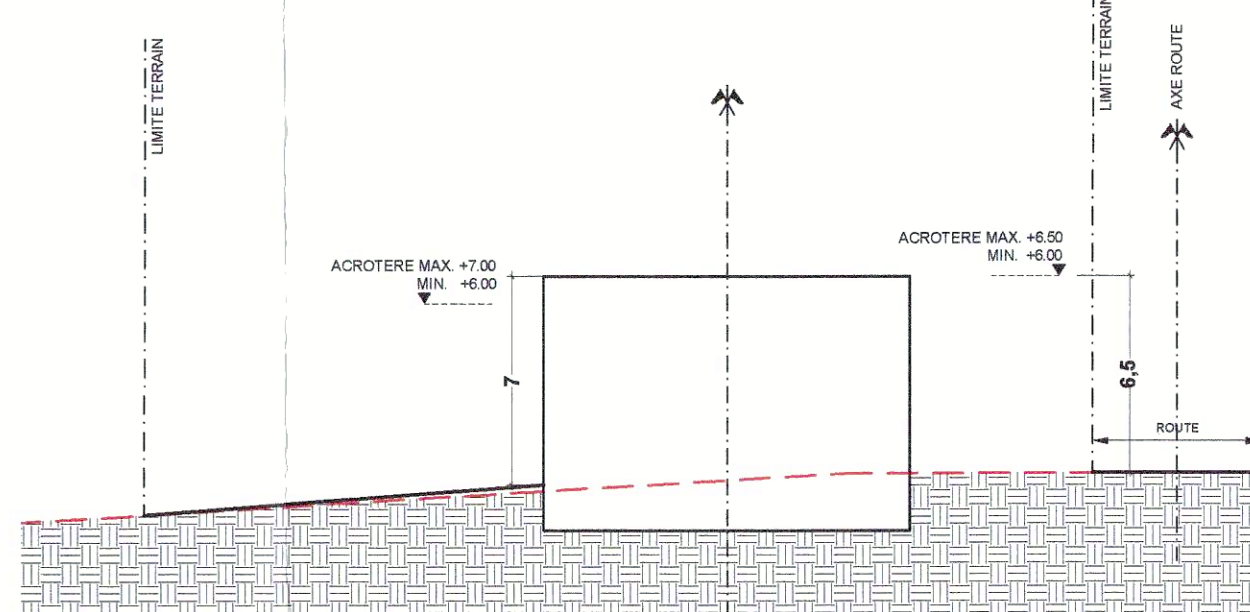 LIMITE TERRAIN
LIMITE TERRAIN
AXE ROUTE
ACROTERE MAX. +6.50
MIN. +6.00
ACROTERE MAX. +7.00
MIN. +6.00
7
6,5
ROUTE